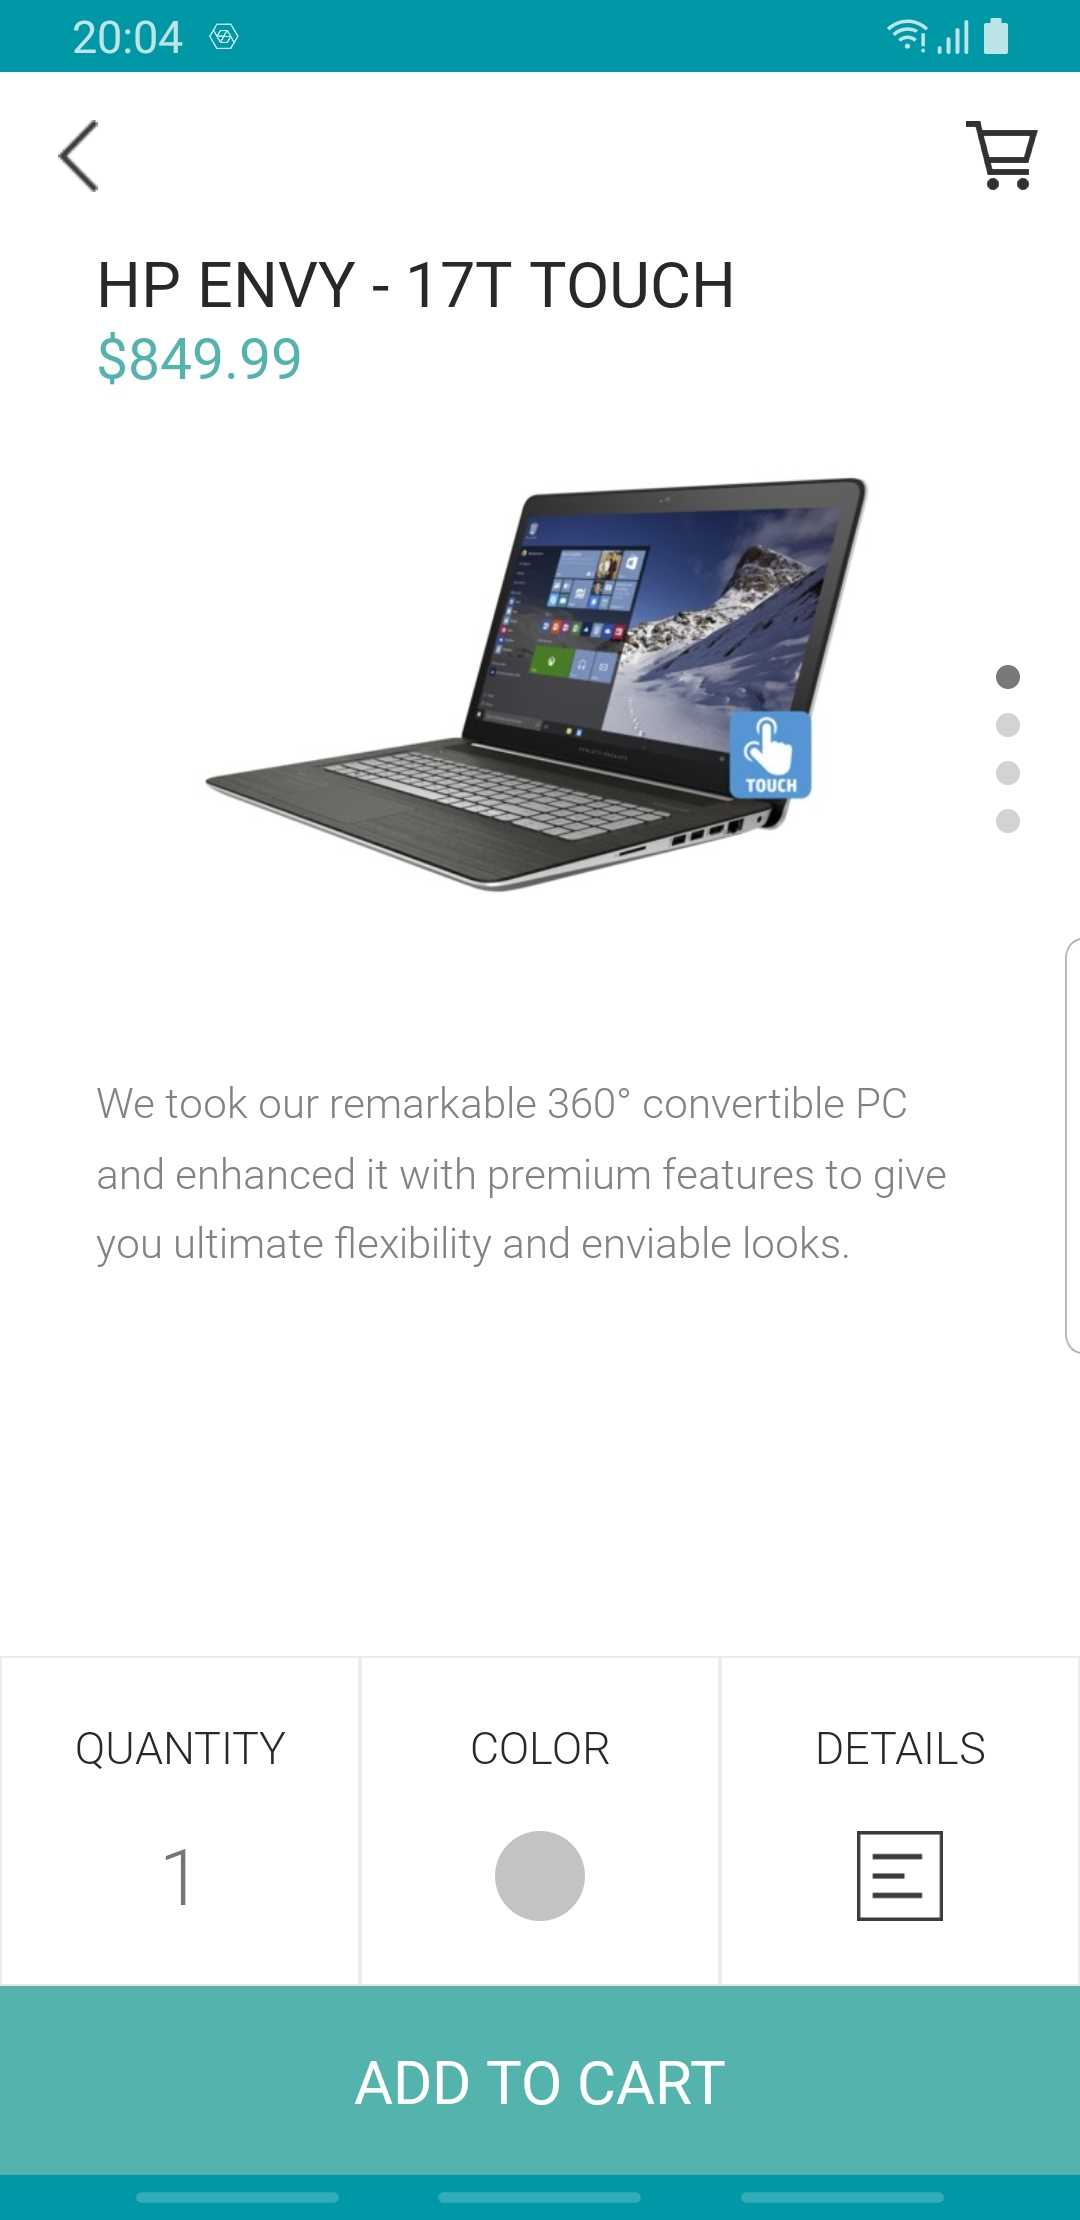 20:04
HP ENVY - 17T TOUCH
$849.99
TOUCH
We took our remarkable 360° convertible PC
and enhanced it with premium features to give
you ultimate flexibility and enviable looks.
QUANTITY
COLOR
DETAILS
1
ADD TO CART